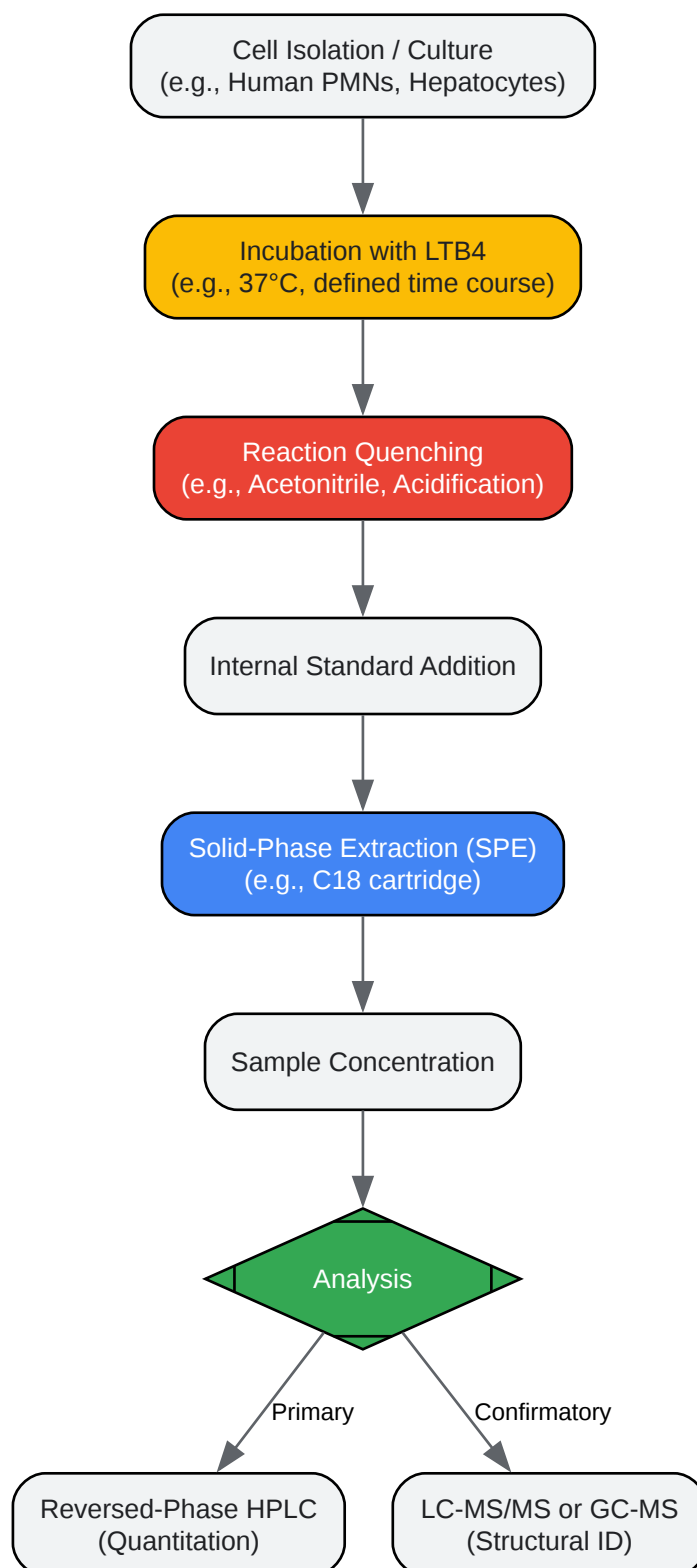 Cell Isolation / Culture
(e.g., Human PMNs, Hepatocytes)
Incubation with LTB4
(e.g., 37°C, defined time course)
Reaction Quenching
(e.g., Acetonitrile, Acidification)
Internal Standard Addition
Solid-Phase Extraction (SPE)
(e.g., C18 cartridge)
Sample Concentration
Analysis
Primary
Confirmatory
Reversed-Phase HPLC
(Quantitation)
LC-MS/MS or GC-MS
(Structural ID)